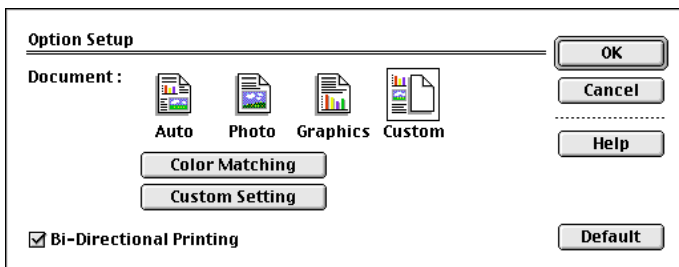 Option Setup
OK
Document :
Cancel
Auto Photo Graphics Custom
Help
Color Matching
Custom Setting
Bi-Directional Printing
Default